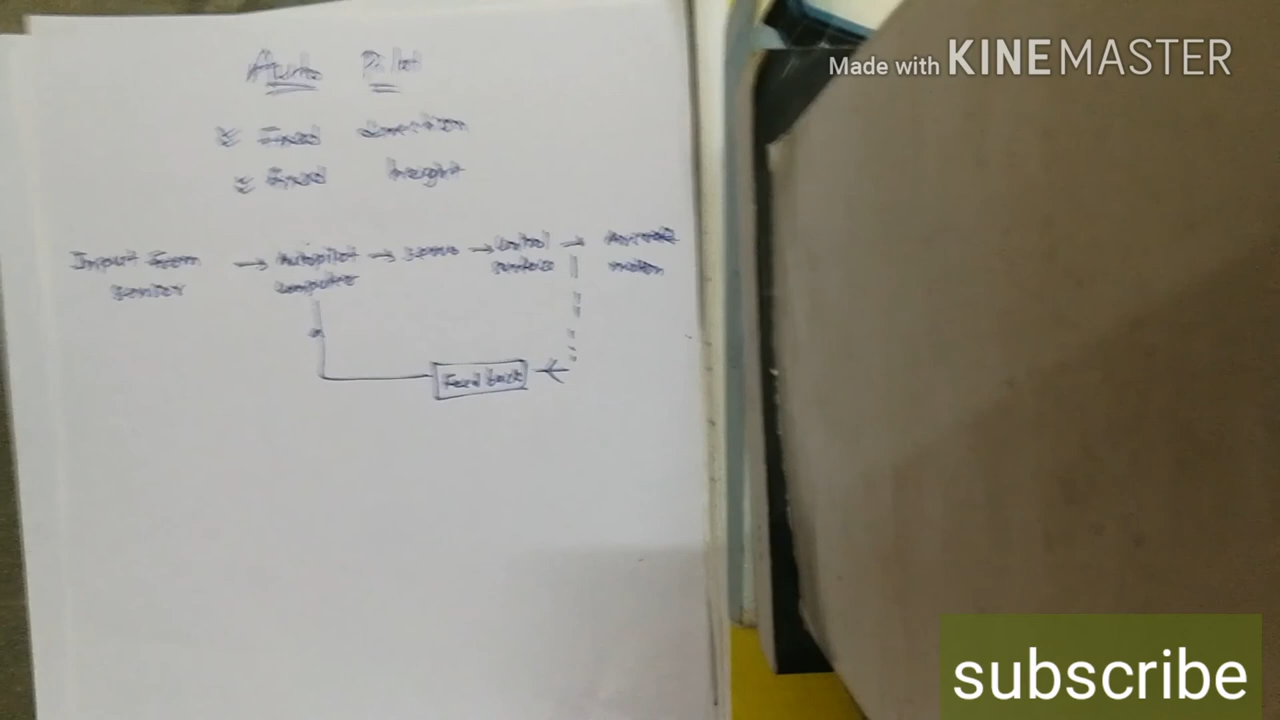 Auto Pilot
Fixed direction
Fixed height
Input from → Autopilot → servo → control → Aircraft
sensor computer surface motion
Feed back
Made with KINEMASTER
subscribe